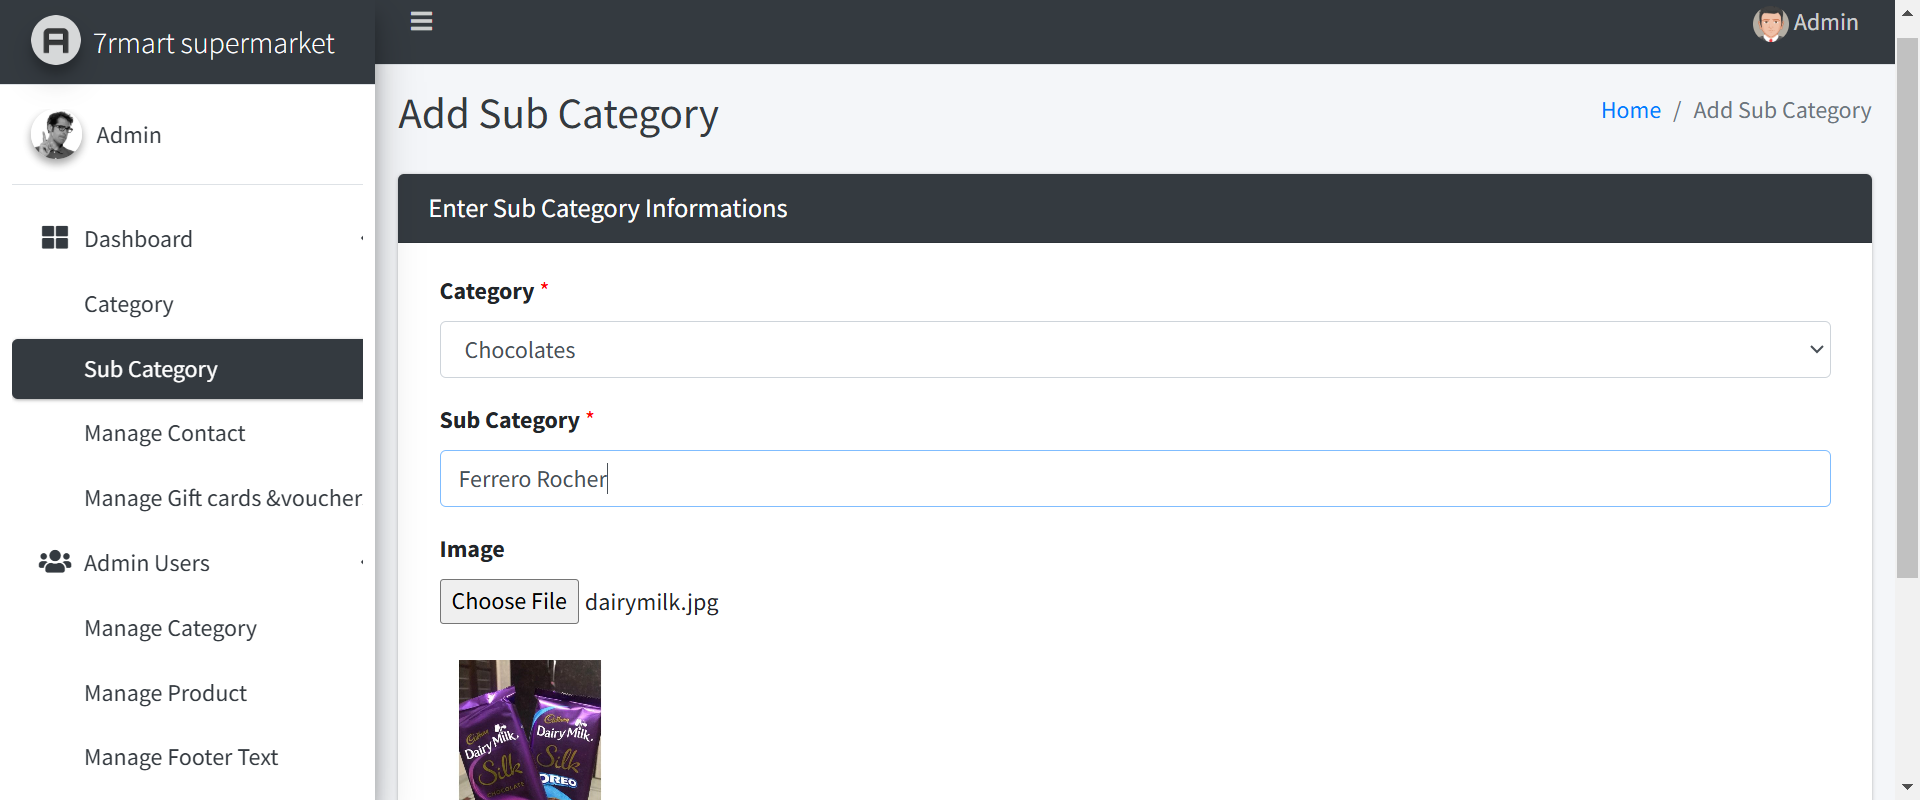 7rmart supermarket
Admin
Admin
Dashboard
Category
Sub Category
Manage Contact
Manage Gift cards &voucher
Admin Users
Manage Category
Manage Product
Manage Footer Text
Add Sub Category
Home / Add Sub Category
Enter Sub Category Informations
Category *
Chocolates
Sub Category *
Ferrero Rocher
Image
Choose File dairymilk.jpg
Cadbury
Dairy Milk
Silk
CHOCOLATE
Cadbury
Dairy Milk
Silk
OREO